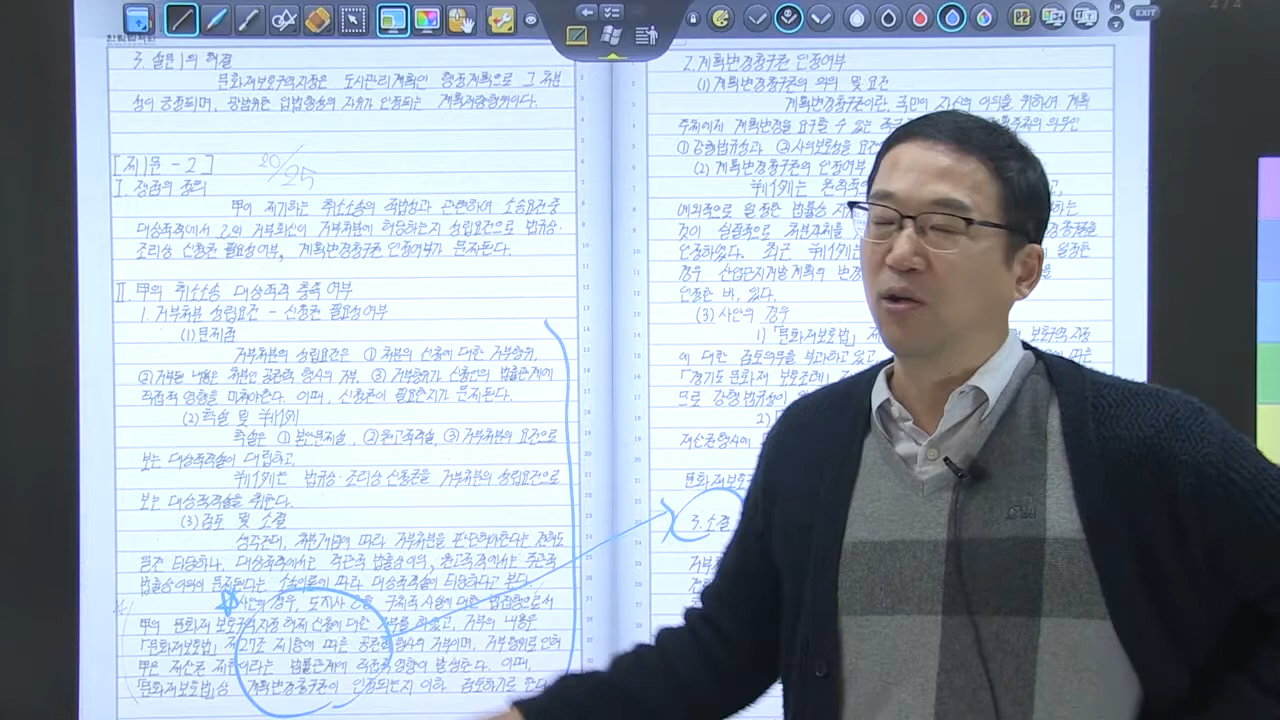 EXIT
3. 설문 1의 해결
문화재보호구역지정은 도시관리계획인 행정계획으로 그 처분
성이 긍정되며, 광범위한 입법형성의 자유가 인정되는 계획재량행위이다.
[제1문-2]
20/25
I. 쟁점의 정리
甲이 제기하는 취소소송의 적법성과 관련하여 소송요건 중
대상적격에서 乙의 거부회신이 거부처분에 해당하는지 성립요건으로 법규상·
조리상 신청권 필요성 여부, 계획변경청구권 인정여부가 문제된다.
II. 甲의 취소소송 대상적격 충족 여부
1. 거부처분 성립요건 - 신청권 필요성여부
(1) 문제점
거부처분의 성립요건은 ① 처분의 신청에 대한 거부행위,
② 거부된 내용은 처분인 공권력 행사의 거부, ③ 거부행위가 신청인의 법률관계에
직접적 영향을 미쳐야한다. 이때, 신청권이 필요한지가 문제된다.
(2) 학설 및 判例
학설은 ① 본안문제설, ② 원고적격설, ③ 거부처분의 요건으로
보는 대상적격설이 대립하고,
判例는 법규상·조리상 신청권을 거부처분의 성립요건으로
보는 대상적격설을 취한다.
(3) 검토 및 소결
생각건대, 처분개념에 따라 거부처분을 판단하여야한다는 견해도
일견 타당하나, 대상적격에서는 객관적 법률상이익, 원고적격에서는 주관적
법률상이익이 문제된다는 소송이론에 따라 대상적격설이 타당하다고 본다.
사안의 경우, 도지사 乙은 구체적 사실에 대한 법집행으로서
甲의 문화재 보호구역지정 해제 신청에 대한 거부를 하였고, 거부의 내용은
「문화재보호법」 제27조 제1항에 따른 공권력 행사의 거부이며, 거부행위로 인하여
甲은 재산권 제한이라는 법률관계에 직접적 영향이 발생한다. 이때,
「문화재보호법」상 계획변경청구권이 인정되는지 이하 검토하기로 한다.
2. 계획변경청구권 인정여부
(1) 계획변경청구권의 의의 및 요건
계획변경청구권이란, 국민이 자신의 이익을 위하여 계획
주체에게 계획변경을 요구할 수 있는
① 강행법규성과 ② 사익보호성을 요건
(2) 계획변경청구권의 인정여부
判例는 원칙적
예외적으로 일정한 법률상 지
것이 실질적으로 처분자체를
인정하였다. 최근 判例는 일정한
경우 산업단지개발 계획의 변경
인정한 바, 있다.
(3) 사안의 경우
1) 「문화재보호법」 제 보호구역 지정
에 대한 검토의무를 부과하고 있고
「경기도 문화재 보호조례」 제
므로 강행법규성이
2)
재산권 행사에
문화재보호
3. 소결
거부